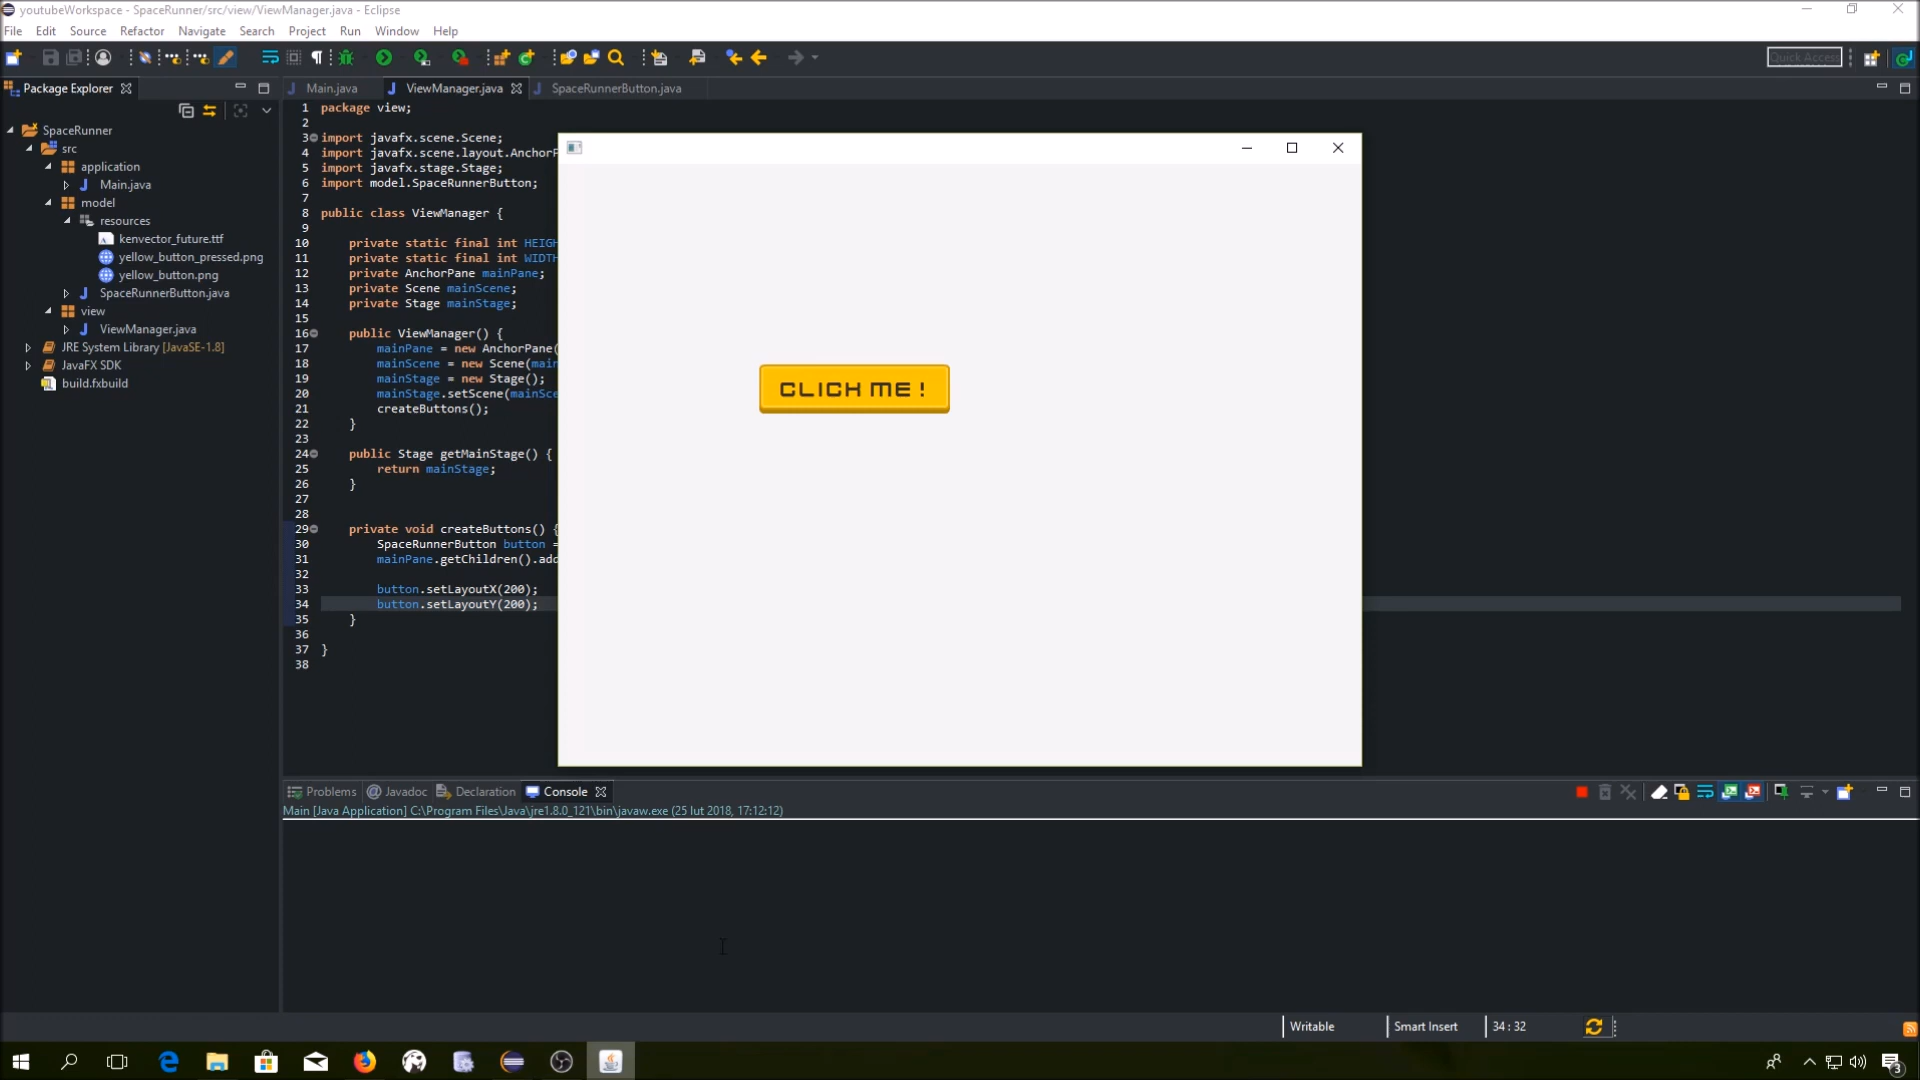 youtubeWorkspace - SpaceRunner/src/view/ViewManager.java - Eclipse
File Edit Source Refactor Navigate Search Project Run Window Help
Quick Access
Package Explorer
Main.java ViewManager.java SpaceRunnerButton.java
SpaceRunner
src
application
Main.java
model
resources
kenvector_future.ttf
yellow_button_pressed.png
yellow_button.png
SpaceRunnerButton.java
view
ViewManager.java
JRE System Library [JavaSE-1.8]
JavaFX SDK
build.fxbuild
1 package view;
2
3 import javafx.scene.Scene;
4 import javafx.scene.layout.AnchorP
5 import javafx.stage.Stage;
6 import model.SpaceRunnerButton;
7
8 public class ViewManager {
9
10 private static final int HEIGH
11 private static final int WIDTH
12 private AnchorPane mainPane;
13 private Scene mainScene;
14 private Stage mainStage;
15
16 public ViewManager() {
17 mainPane = new AnchorPane(
18 mainScene = new Scene(main
19 mainStage = new Stage();
20 mainStage.setScene(mainSce
21 createButtons();
22 }
23
24 public Stage getMainStage() {
25 return mainStage;
26 }
27
28
29 private void createButtons() {
30 SpaceRunnerButton button =
31 mainPane.getChildren().add
32
33 button.setLayoutX(200);
34 button.setLayoutY(200);
35 }
36
37 }
38
CLICK ME !
Problems Javadoc Declaration Console
Main [Java Application] C:\Program Files\Java\jre1.8.0_121\bin\javaw.exe (25 lut 2018, 17:12:12)
Writable Smart Insert 34 : 32
3